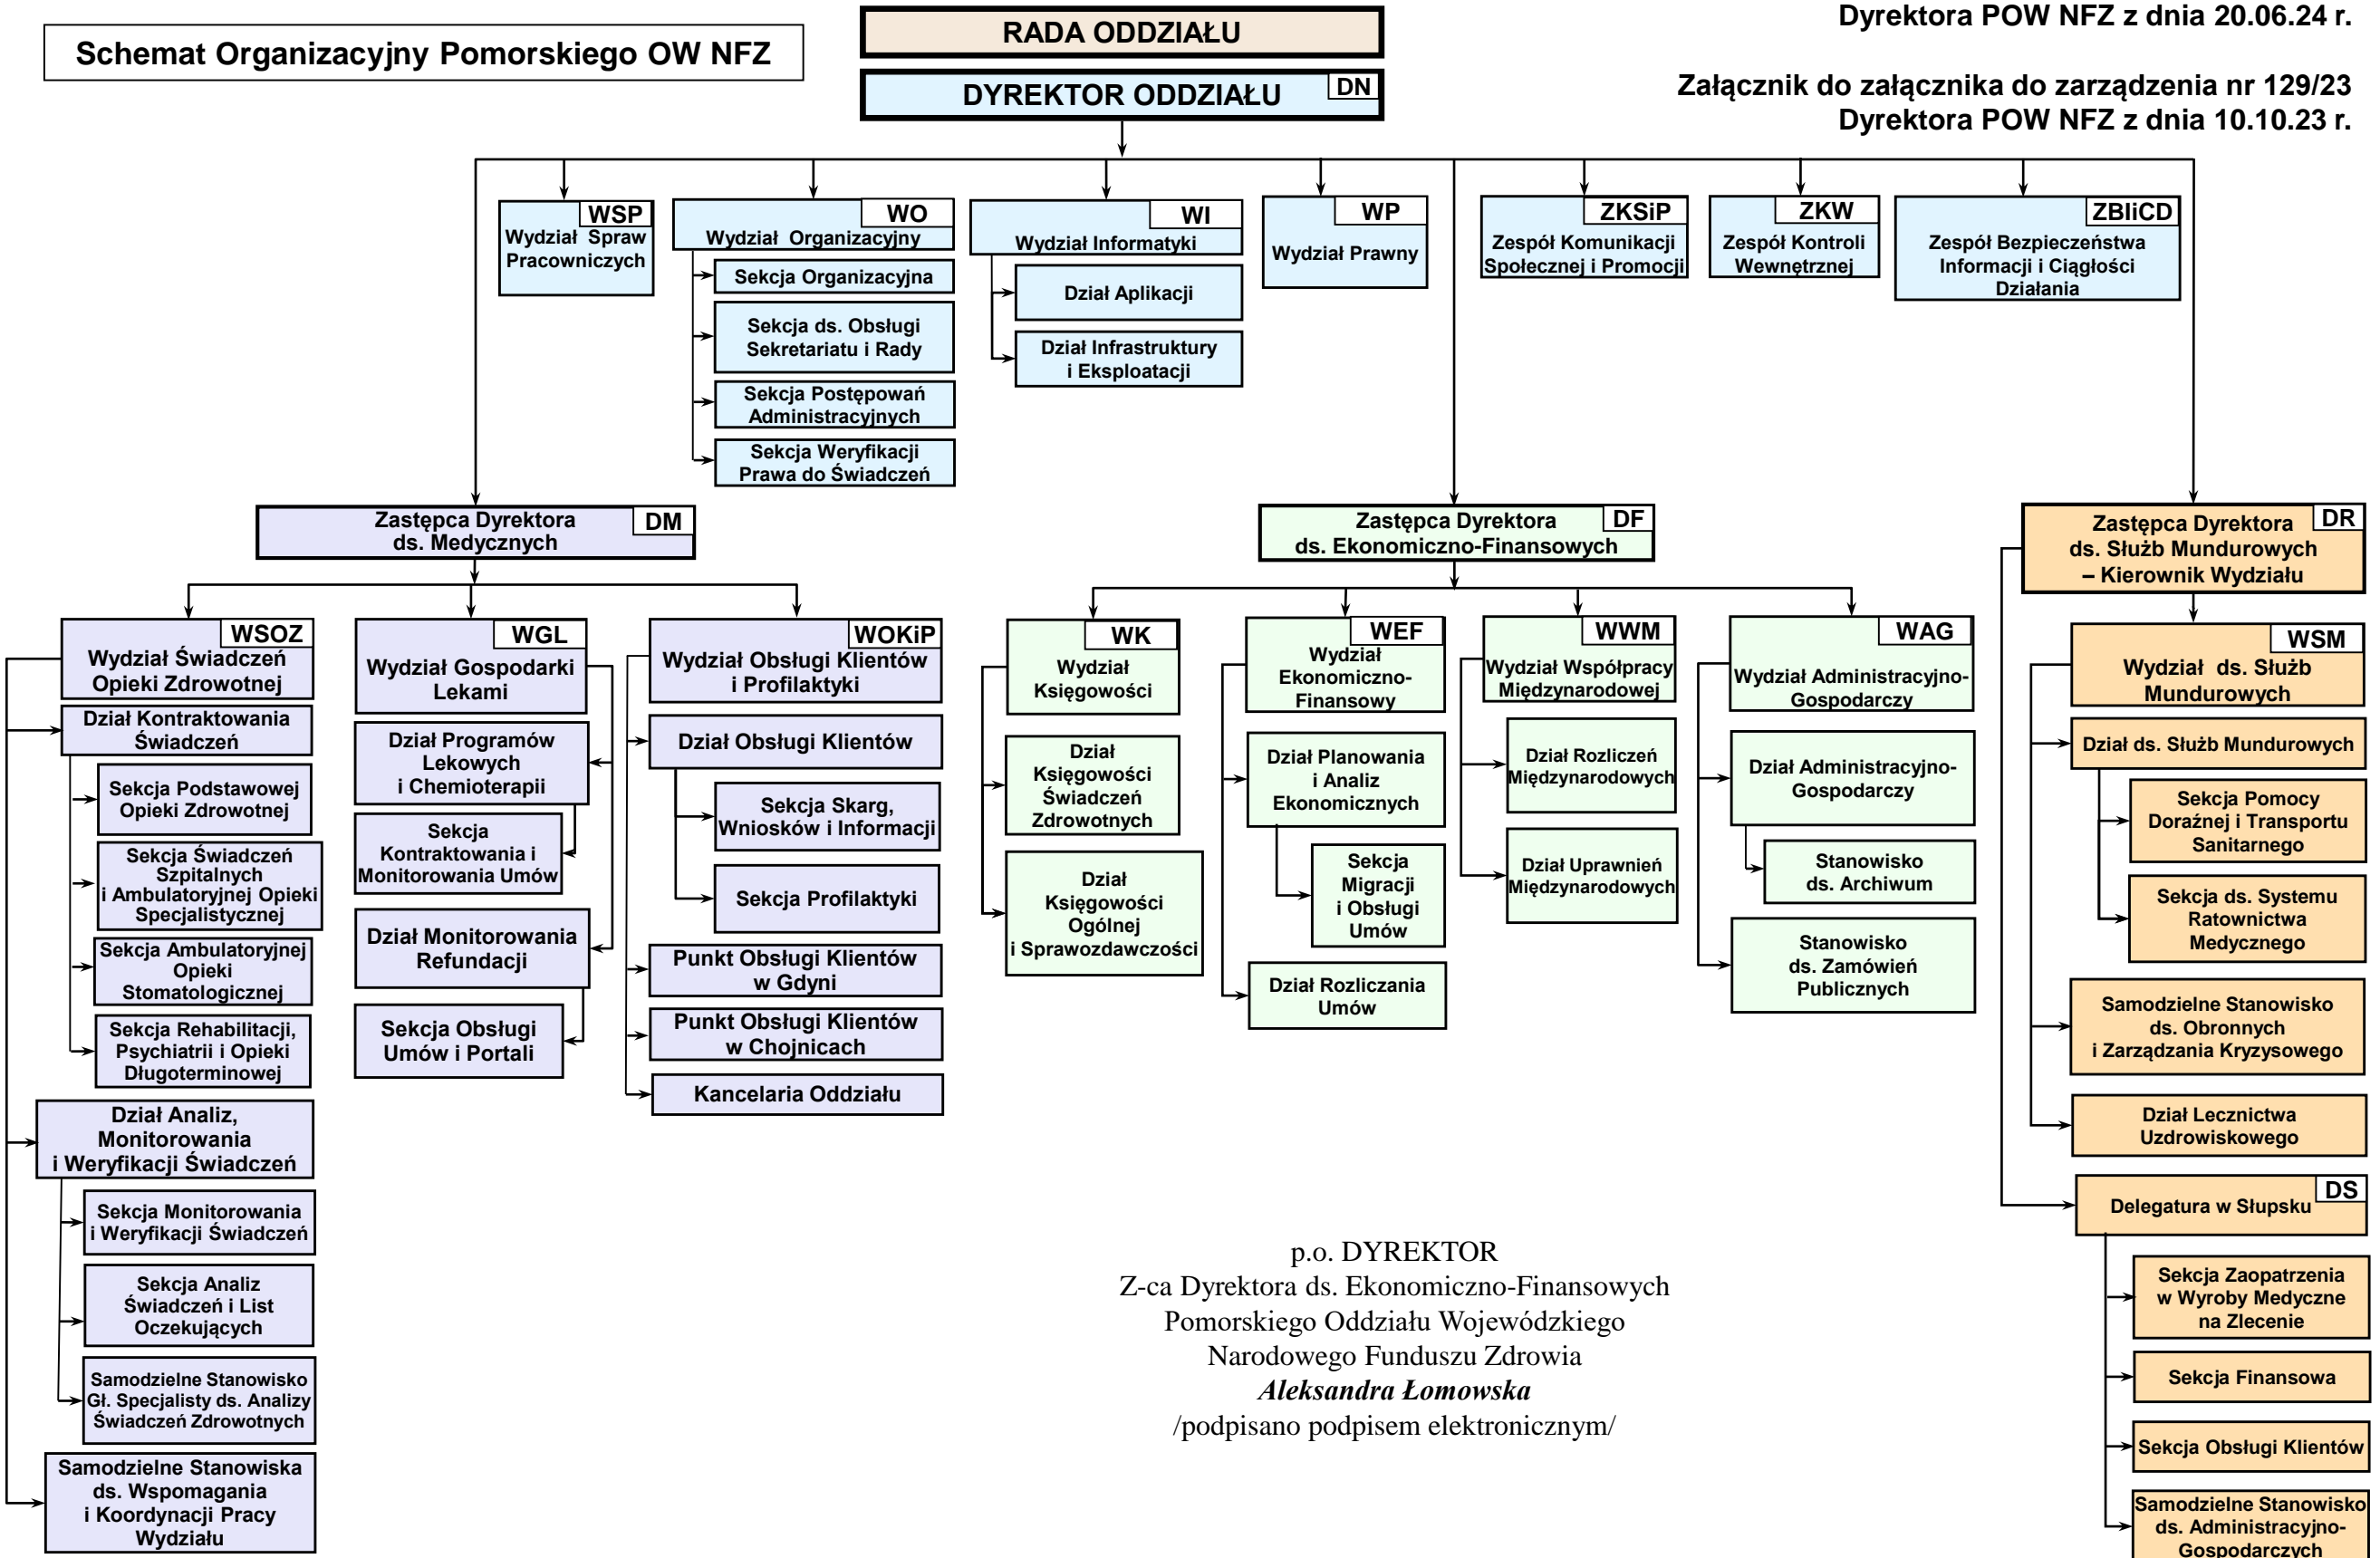 Dyrektora POW NFZ z dnia 20.06.24 r.
Załącznik do załącznika do zarządzenia nr 129/23
Dyrektora POW NFZ z dnia 10.10.23 r.
Schemat Organizacyjny Pomorskiego OW NFZ
RADA ODDZIAŁU
DYREKTOR ODDZIAŁU
DN
WSP
Wydział Spraw
Pracowniczych
WO
Wydział Organizacyjny
Sekcja Organizacyjna
Sekcja ds. Obsługi
Sekretariatu i Rady
Sekcja Postępowań
Administracyjnych
Sekcja Weryfikacji
Prawa do Świadczeń
WI
Wydział Informatyki
Dział Aplikacji
Dział Infrastruktury
i Eksploatacji
WP
Wydział Prawny
ZKSiP
Zespół Komunikacji
Społecznej i Promocji
ZKW
Zespół Kontroli
Wewnętrznej
ZBIiCD
Zespół Bezpieczeństwa
Informacji i Ciągłości
Działania
Zastępca Dyrektora
ds. Medycznych
DM
WSOZ
Wydział Świadczeń
Opieki Zdrowotnej
Dział Kontraktowania
Świadczeń
Sekcja Podstawowej
Opieki Zdrowotnej
Sekcja Świadczeń
Szpitalnych
i Ambulatoryjnej Opieki
Specjalistycznej
Sekcja Ambulatoryjnej
Opieki
Stomatologicznej
Sekcja Rehabilitacji,
Psychiatrii i Opieki
Długoterminowej
Dział Analiz,
Monitorowania
i Weryfikacji Świadczeń
Sekcja Monitorowania
i Weryfikacji Świadczeń
Sekcja Analiz
Świadczeń i List
Oczekujących
Samodzielne Stanowisko
Gł. Specjalisty ds. Analizy
Świadczeń Zdrowotnych
Samodzielne Stanowiska
ds. Wspomagania
i Koordynacji Pracy
Wydziału
WGL
Wydział Gospodarki
Lekami
Dział Programów
Lekowych
i Chemioterapii
Sekcja
Kontraktowania i
Monitorowania Umów
Dział Monitorowania
Refundacji
Sekcja Obsługi
Umów i Portali
WOKiP
Wydział Obsługi Klientów
i Profilaktyki
Dział Obsługi Klientów
Sekcja Skarg,
Wniosków i Informacji
Sekcja Profilaktyki
Punkt Obsługi Klientów
w Gdyni
Punkt Obsługi Klientów
w Chojnicach
Kancelaria Oddziału
Zastępca Dyrektora
ds. Ekonomiczno-Finansowych
DF
WK
Wydział
Księgowości
Dział
Księgowości
Świadczeń
Zdrowotnych
Dział
Księgowości
Ogólnej
i Sprawozdawczości
WEF
Wydział
Ekonomiczno-
Finansowy
Dział Planowania
i Analiz
Ekonomicznych
Sekcja
Migracji
i Obsługi
Umów
Dział Rozliczania
Umów
WWM
Wydział Współpracy
Międzynarodowej
Dział Rozliczeń
Międzynarodowych
Dział Uprawnień
Międzynarodowych
WAG
Wydział Administracyjno-
Gospodarczy
Dział Administracyjno-
Gospodarczy
Stanowisko
ds. Archiwum
Stanowisko
ds. Zamówień
Publicznych
Zastępca Dyrektora
ds. Służb Mundurowych
– Kierownik Wydziału
DR
WSM
Wydział ds. Służb
Mundurowych
Dział ds. Służb Mundurowych
Sekcja Pomocy
Doraźnej i Transportu
Sanitarnego
Sekcja ds. Systemu
Ratownictwa
Medycznego
Samodzielne Stanowisko
ds. Obronnych
i Zarządzania Kryzysowego
Dział Lecznictwa
Uzdrowiskowego
DS
Delegatura w Słupsku
Sekcja Zaopatrzenia
w Wyroby Medyczne
na Zlecenie
Sekcja Finansowa
Sekcja Obsługi Klientów
Samodzielne Stanowisko
ds. Administracyjno-
Gospodarczych
p.o. DYREKTOR
Z-ca Dyrektora ds. Ekonomiczno-Finansowych
Pomorskiego Oddziału Wojewódzkiego
Narodowego Funduszu Zdrowia
Aleksandra Łomowska
/podpisano podpisem elektronicznym/